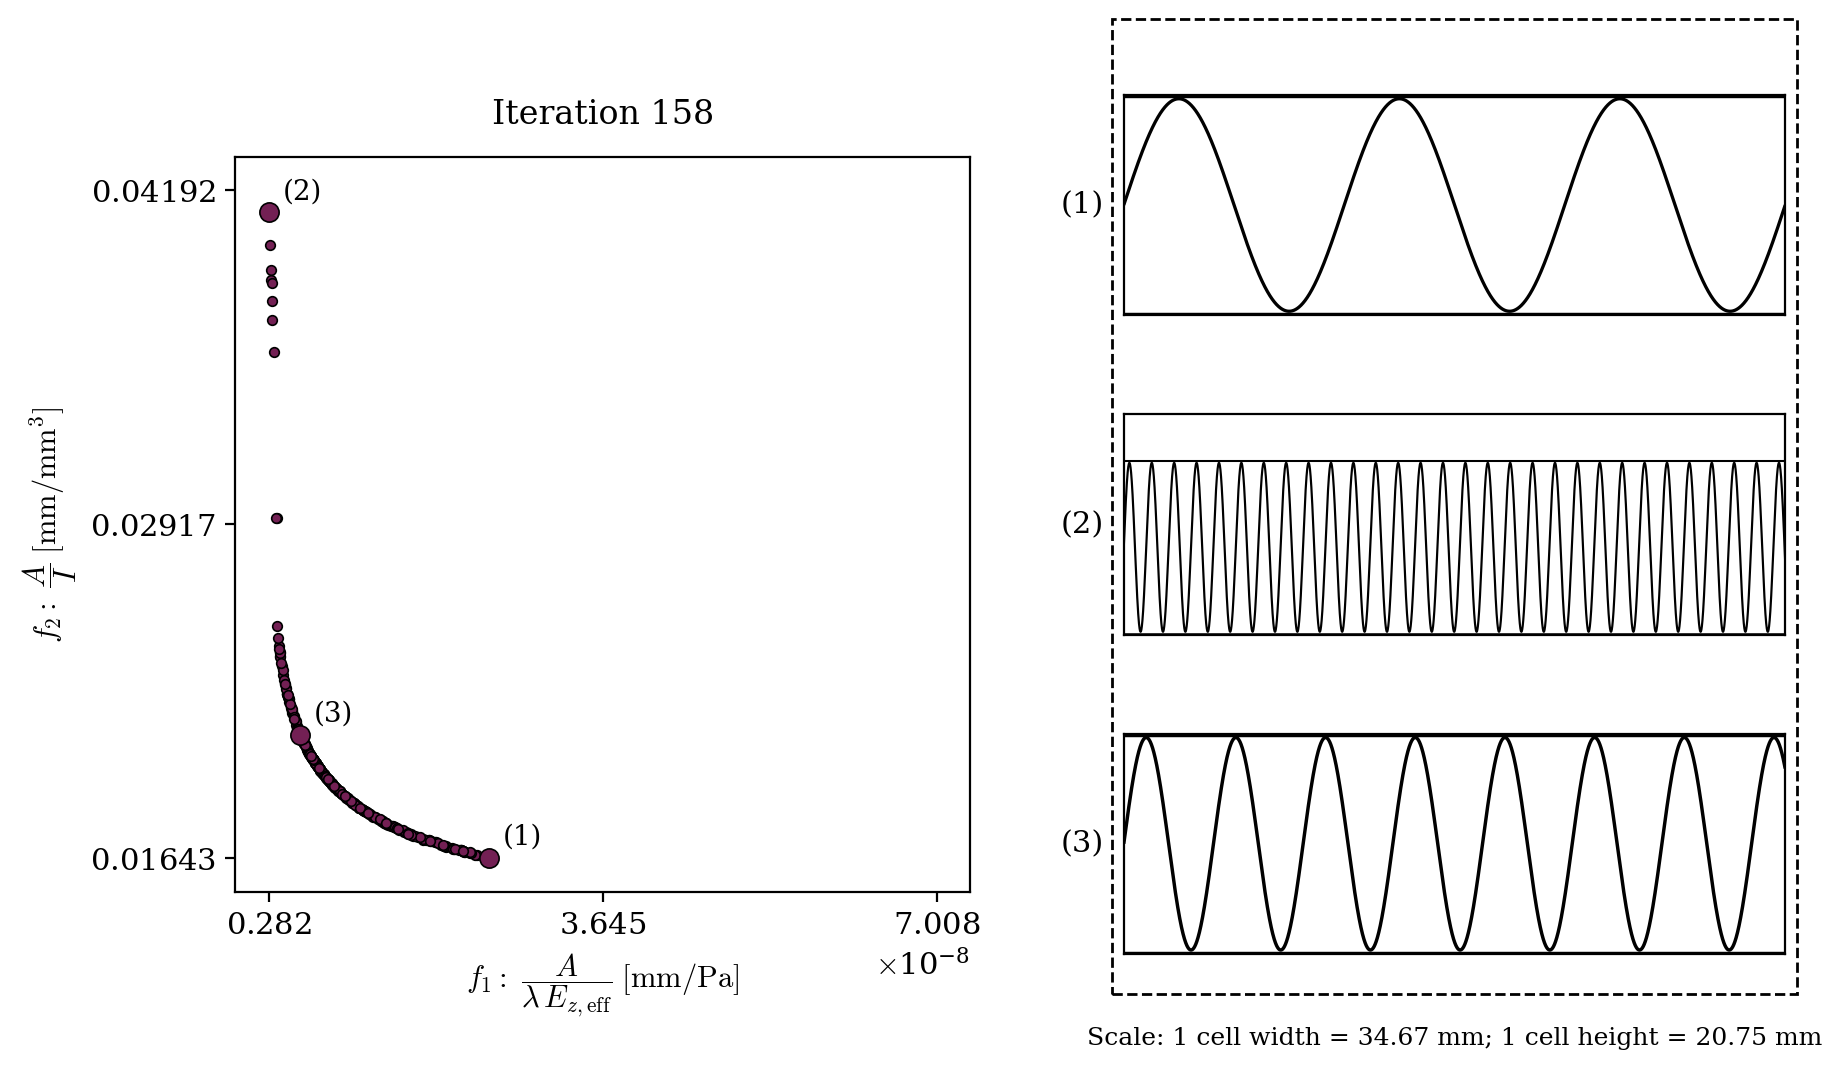 Iteration 158
0.04192
0.02917
0.01643
f₂: A/I [mm/mm³]
(2)
(3)
(1)
0.282 3.645 7.008
×10⁻⁸
f₁: A/(λ E_z,eff) [mm/Pa]
(1)
(2)
(3)
Scale: 1 cell width = 34.67 mm; 1 cell height = 20.75 mm